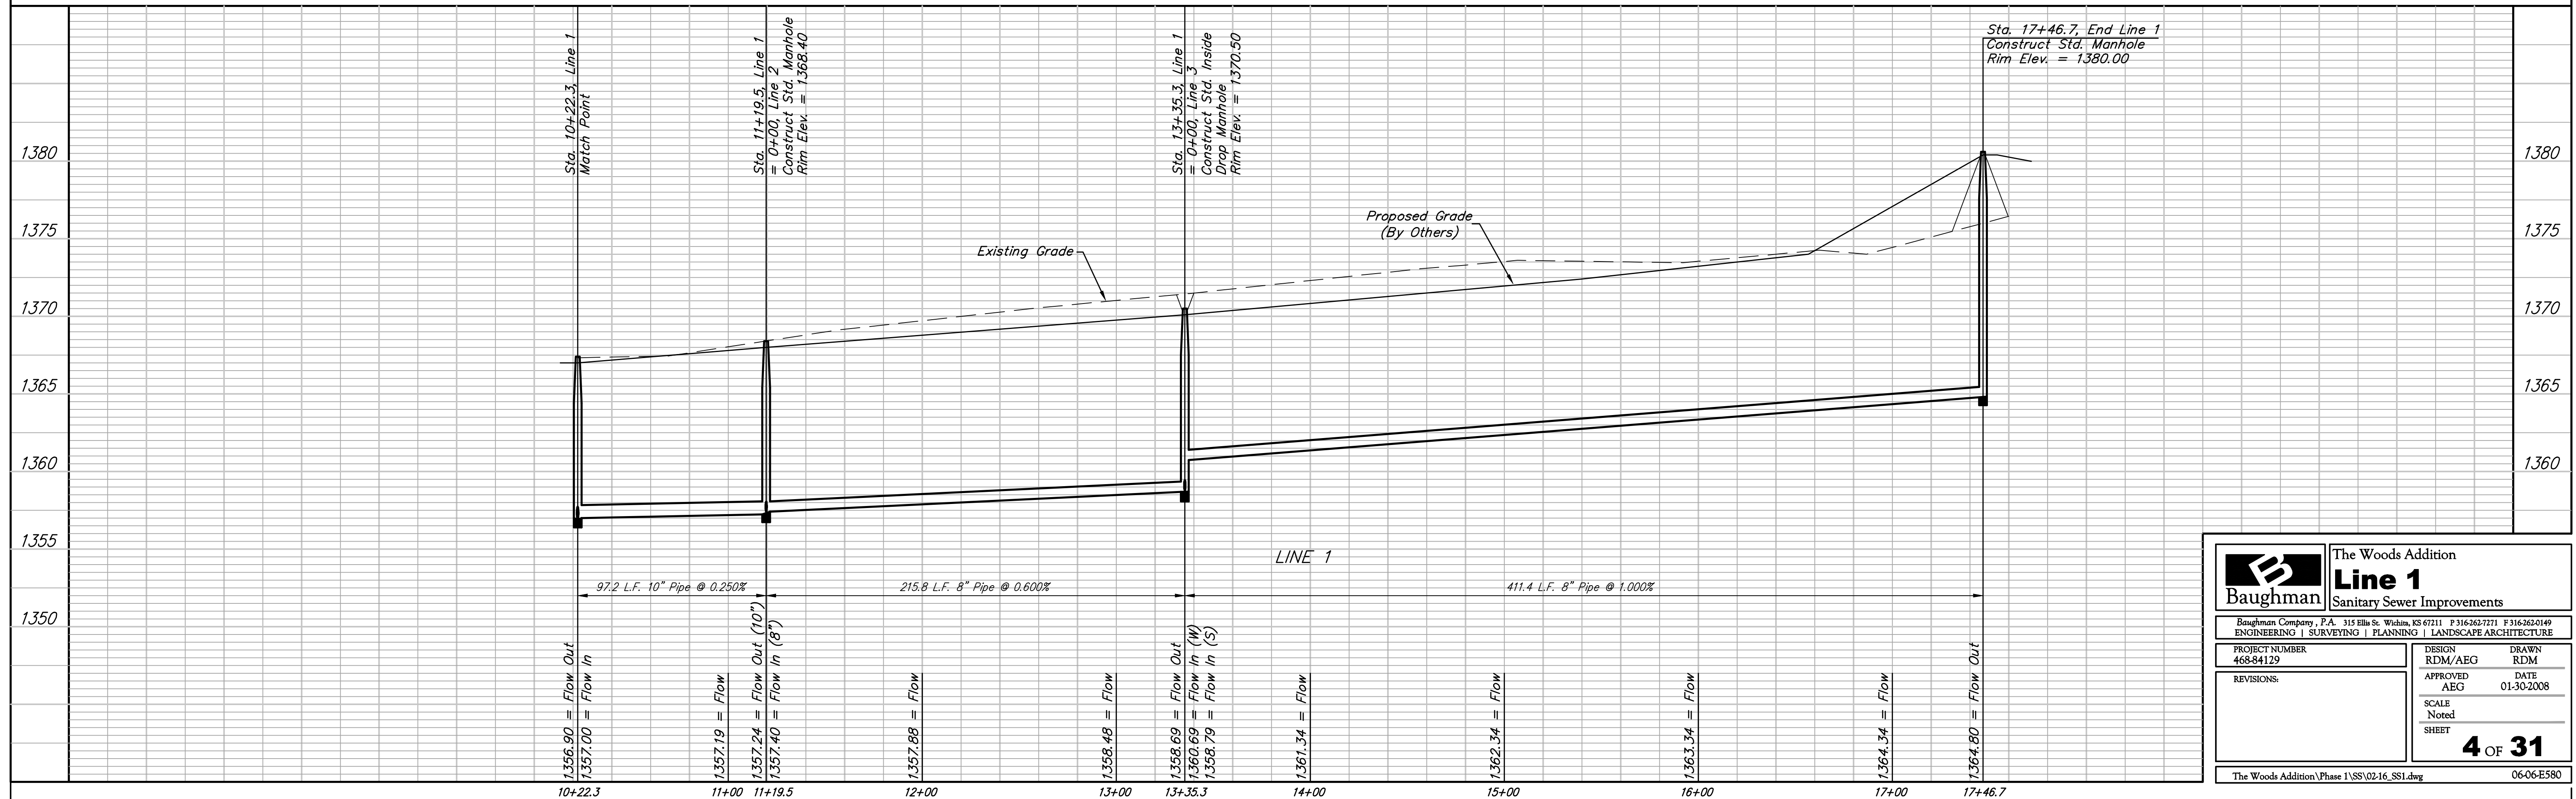 Sta. 10+22.3, Line 1
Match Point
Sta. 11+19.5, Line 1
= 0+00, Line 2
Construct Std. Manhole
Rim Elev. = 1368.40
Sta. 13+35.3, Line 1
= 0+00, Line 3
Construct Std. Inside
Drop Manhole
Rim Elev. = 1370.50
Sta. 17+46.7, End Line 1
Construct Std. Manhole
Rim Elev. = 1380.00
1380
1375
1370
1365
1360
1355
1350
1380
1375
1370
1365
1360
Existing Grade
Proposed Grade
(By Others)
LINE 1
97.2 L.F. 10" Pipe @ 0.250%
215.8 L.F. 8" Pipe @ 0.600%
411.4 L.F. 8" Pipe @ 1.000%
1356.90 = Flow Out
1357.00 = Flow In
1357.19 = Flow
1357.24 = Flow Out (10")
1357.40 = Flow In (8")
1357.88 = Flow
1358.48 = Flow
1358.69 = Flow Out
1360.69 = Flow In (W)
1358.79 = Flow In (S)
1361.34 = Flow
1362.34 = Flow
1363.34 = Flow
1364.34 = Flow
1364.80 = Flow Out
10+22.3
11+00
11+19.5
12+00
13+00
13+35.3
14+00
15+00
16+00
17+00
17+46.7
B
Baughman
The Woods Addition
Line 1
Sanitary Sewer Improvements
Baughman Company, P.A. 315 Ellis St. Wichita, KS 67211 P 316-262-7271 F 316-262-0149
ENGINEERING | SURVEYING | PLANNING | LANDSCAPE ARCHITECTURE
PROJECT NUMBER
468-84129
REVISIONS:
DESIGN
RDM/AEG
DRAWN
RDM
APPROVED
AEG
DATE
01-30-2008
SCALE
Noted
SHEET
4 OF 31
The Woods Addition\Phase 1\SS\02-16_SS1.dwg
06-06-E580